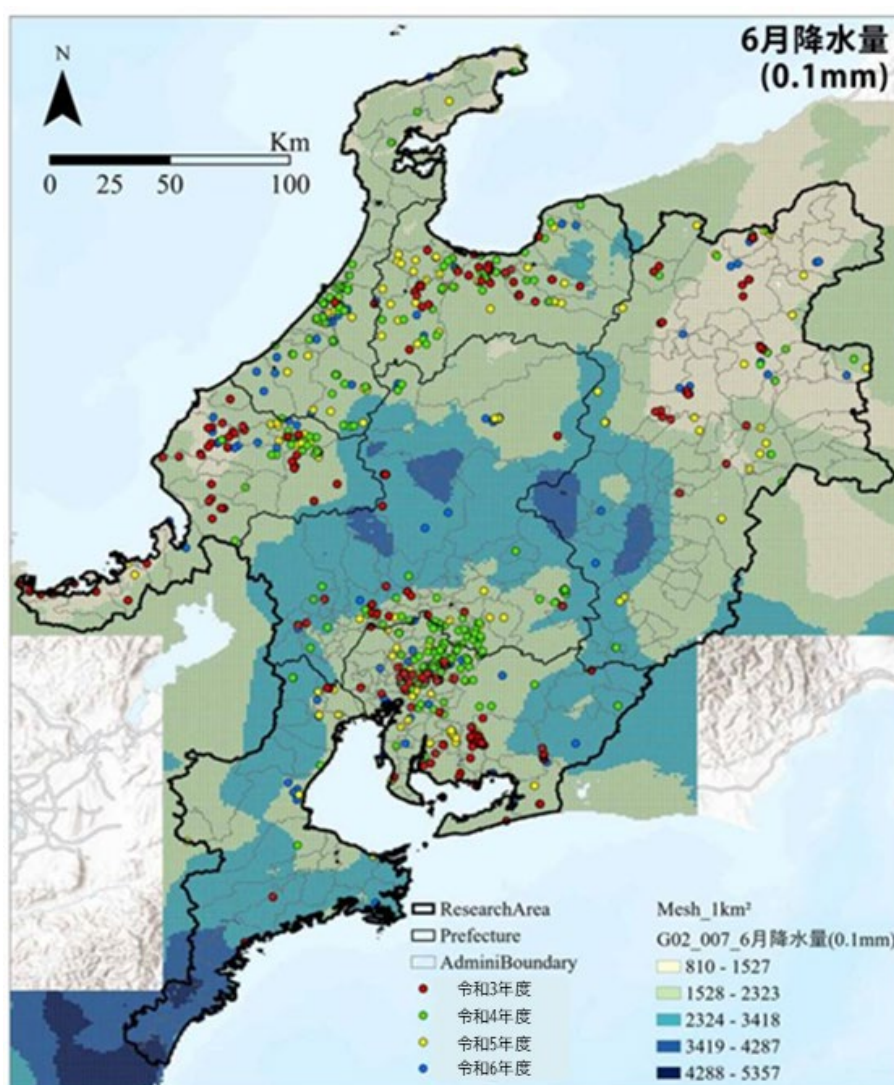 6月降水量
(0.1mm)
N
Km
0 25 50 100
ResearchArea
Prefecture
AdminiBoundary
令和3年度
令和4年度
令和5年度
令和6年度
Mesh_1km²
G02_007_6月降水量(0.1mm)
810 - 1527
1528 - 2323
2324 - 3418
3419 - 4287
4288 - 5357